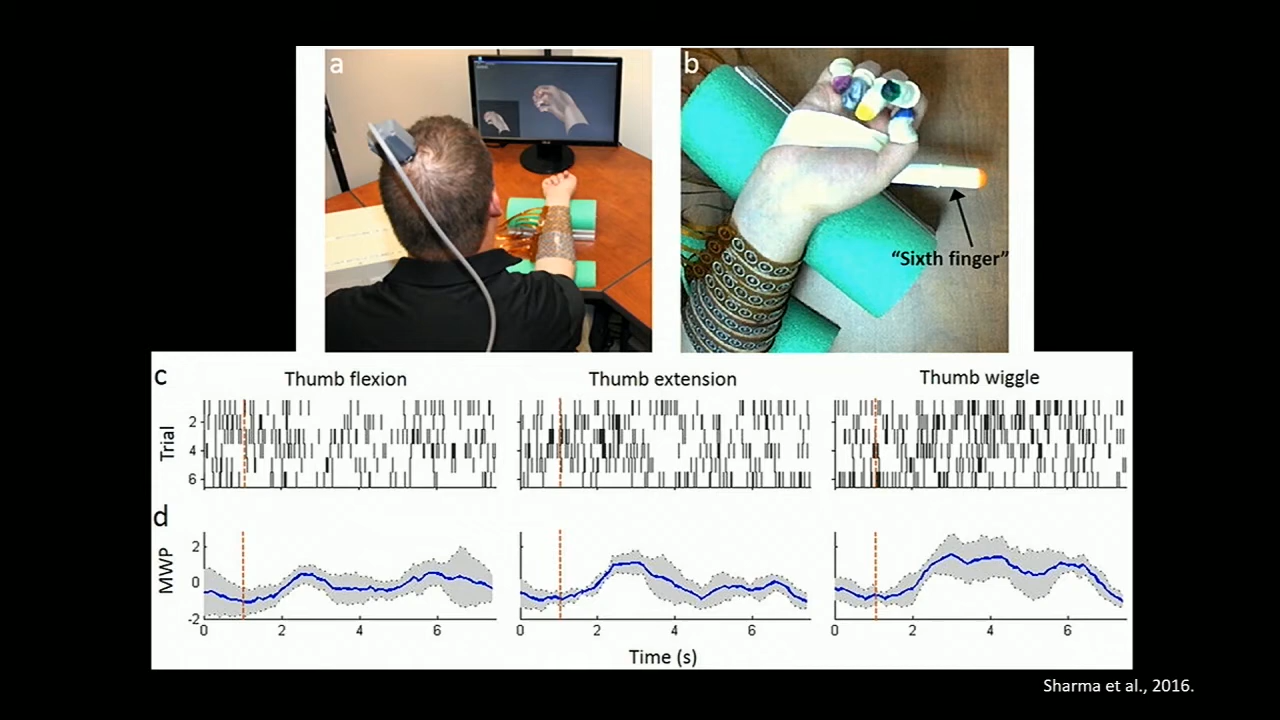 a
b
“Sixth finger”
c
Thumb flexion
Thumb extension
Thumb wiggle
Trial
2
4
6
d
MWP
2
0
-2
0 2 4 6
0 2 4 6
0 2 4 6
Time (s)
Sharma et al., 2016.